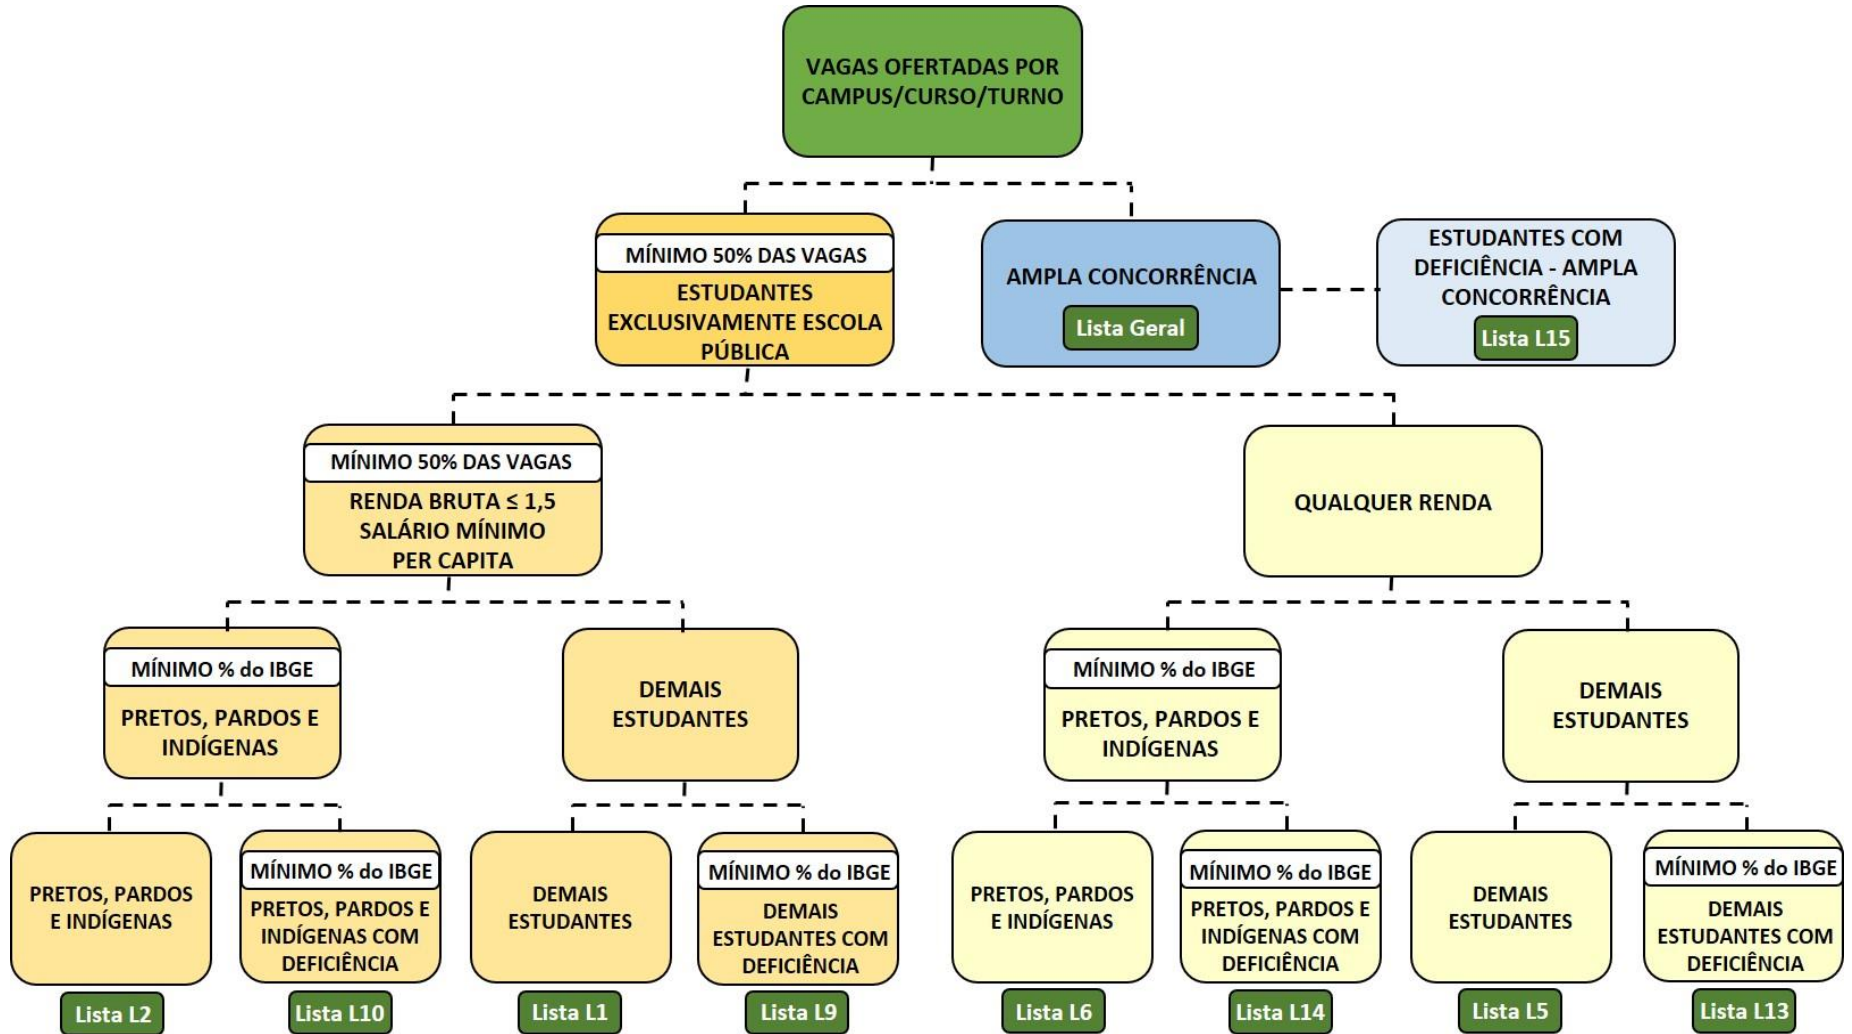 VAGAS OFERTADAS POR
CAMPUS/CURSO/TURNO
MÍNIMO 50% DAS VAGAS
ESTUDANTES
EXCLUSIVAMENTE ESCOLA
PÚBLICA
AMPLA CONCORRÊNCIA
Lista Geral
ESTUDANTES COM
DEFICIÊNCIA - AMPLA
CONCORRÊNCIA
Lista L15
MÍNIMO 50% DAS VAGAS
RENDA BRUTA ≤ 1,5
SALÁRIO MÍNIMO
PER CAPITA
QUALQUER RENDA
MÍNIMO % do IBGE
PRETOS, PARDOS E
INDÍGENAS
DEMAIS
ESTUDANTES
MÍNIMO % do IBGE
PRETOS, PARDOS E
INDÍGENAS
DEMAIS
ESTUDANTES
PRETOS, PARDOS
E INDÍGENAS
Lista L2
MÍNIMO % do IBGE
PRETOS, PARDOS E
INDÍGENAS COM
DEFICIÊNCIA
Lista L10
DEMAIS
ESTUDANTES
Lista L1
MÍNIMO % do IBGE
DEMAIS
ESTUDANTES COM
DEFICIÊNCIA
Lista L9
PRETOS, PARDOS
E INDÍGENAS
Lista L6
MÍNIMO % do IBGE
PRETOS, PARDOS E
INDÍGENAS COM
DEFICIÊNCIA
Lista L14
DEMAIS
ESTUDANTES
Lista L5
MÍNIMO % do IBGE
DEMAIS
ESTUDANTES COM
DEFICIÊNCIA
Lista L13